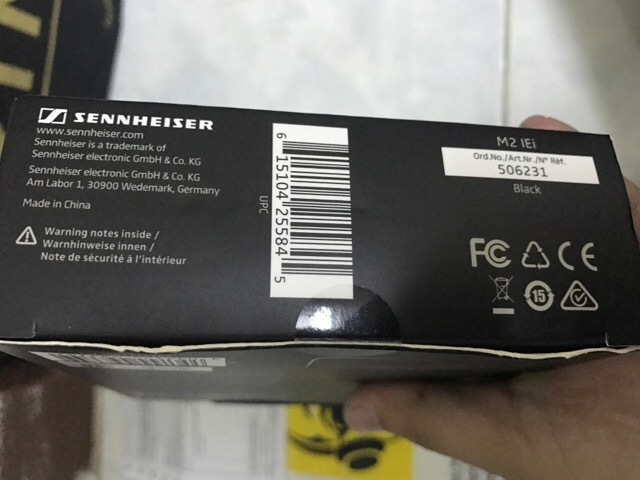 SENNHEISER
www.sennheiser.com
Sennheiser is a trademark of
Sennheiser electronic GmbH & Co. KG
Sennheiser electronic GmbH & Co. KG
Am Labor 1, 30900 Wedemark, Germany
Made in China
Warning notes inside /
Warnhinweise innen /
Note de sécurité à l'intérieur
UPC
6 15104 25584 5
M2 IEi
Ord.No./Art.Nr./N° Réf.
506231
Black
FC CE
15